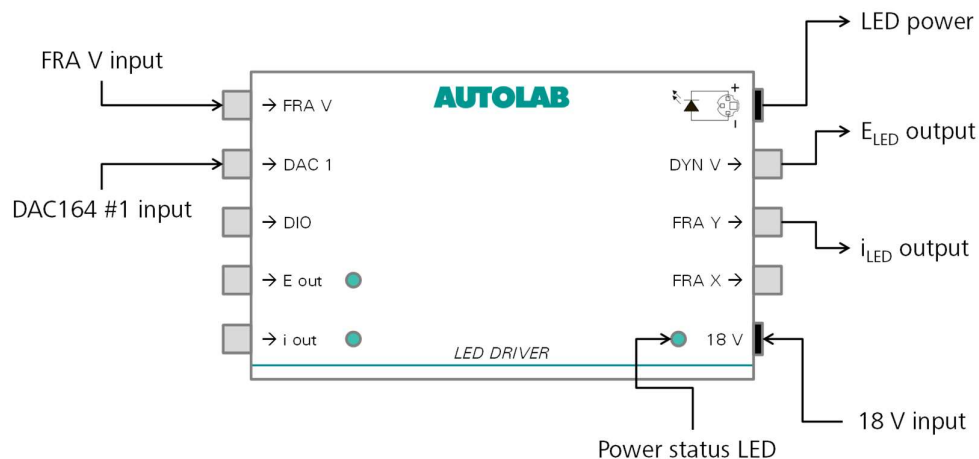 LED power
FRA V input
AUTOLAB
+
→ FRA V
−
E_LED output
→ DAC 1
DYN V →
DAC164 #1 input
→ DIO
FRA Y →
i_LED output
→ E out
FRA X →
→ i out
18 V
LED DRIVER
18 V input
Power status LED